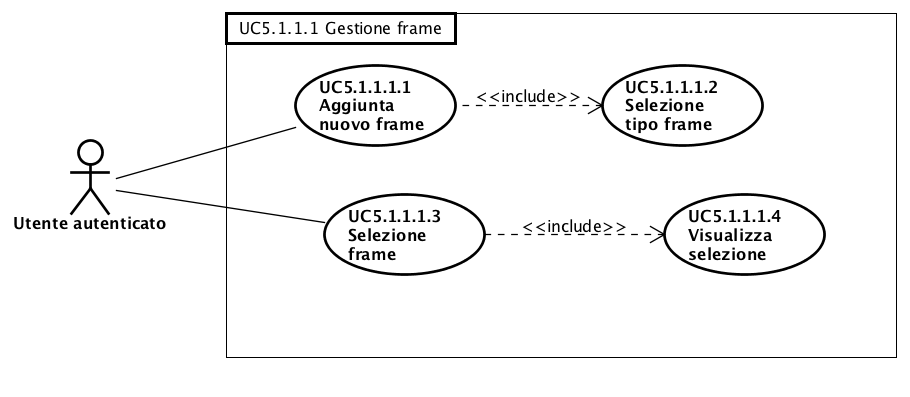 UC5.1.1.1 Gestione frame
UC5.1.1.1.1
Aggiunta
nuovo frame
<<include>>
UC5.1.1.1.2
Selezione
tipo frame
Utente autenticato
UC5.1.1.1.3
Selezione
frame
<<include>>
UC5.1.1.1.4
Visualizza
selezione